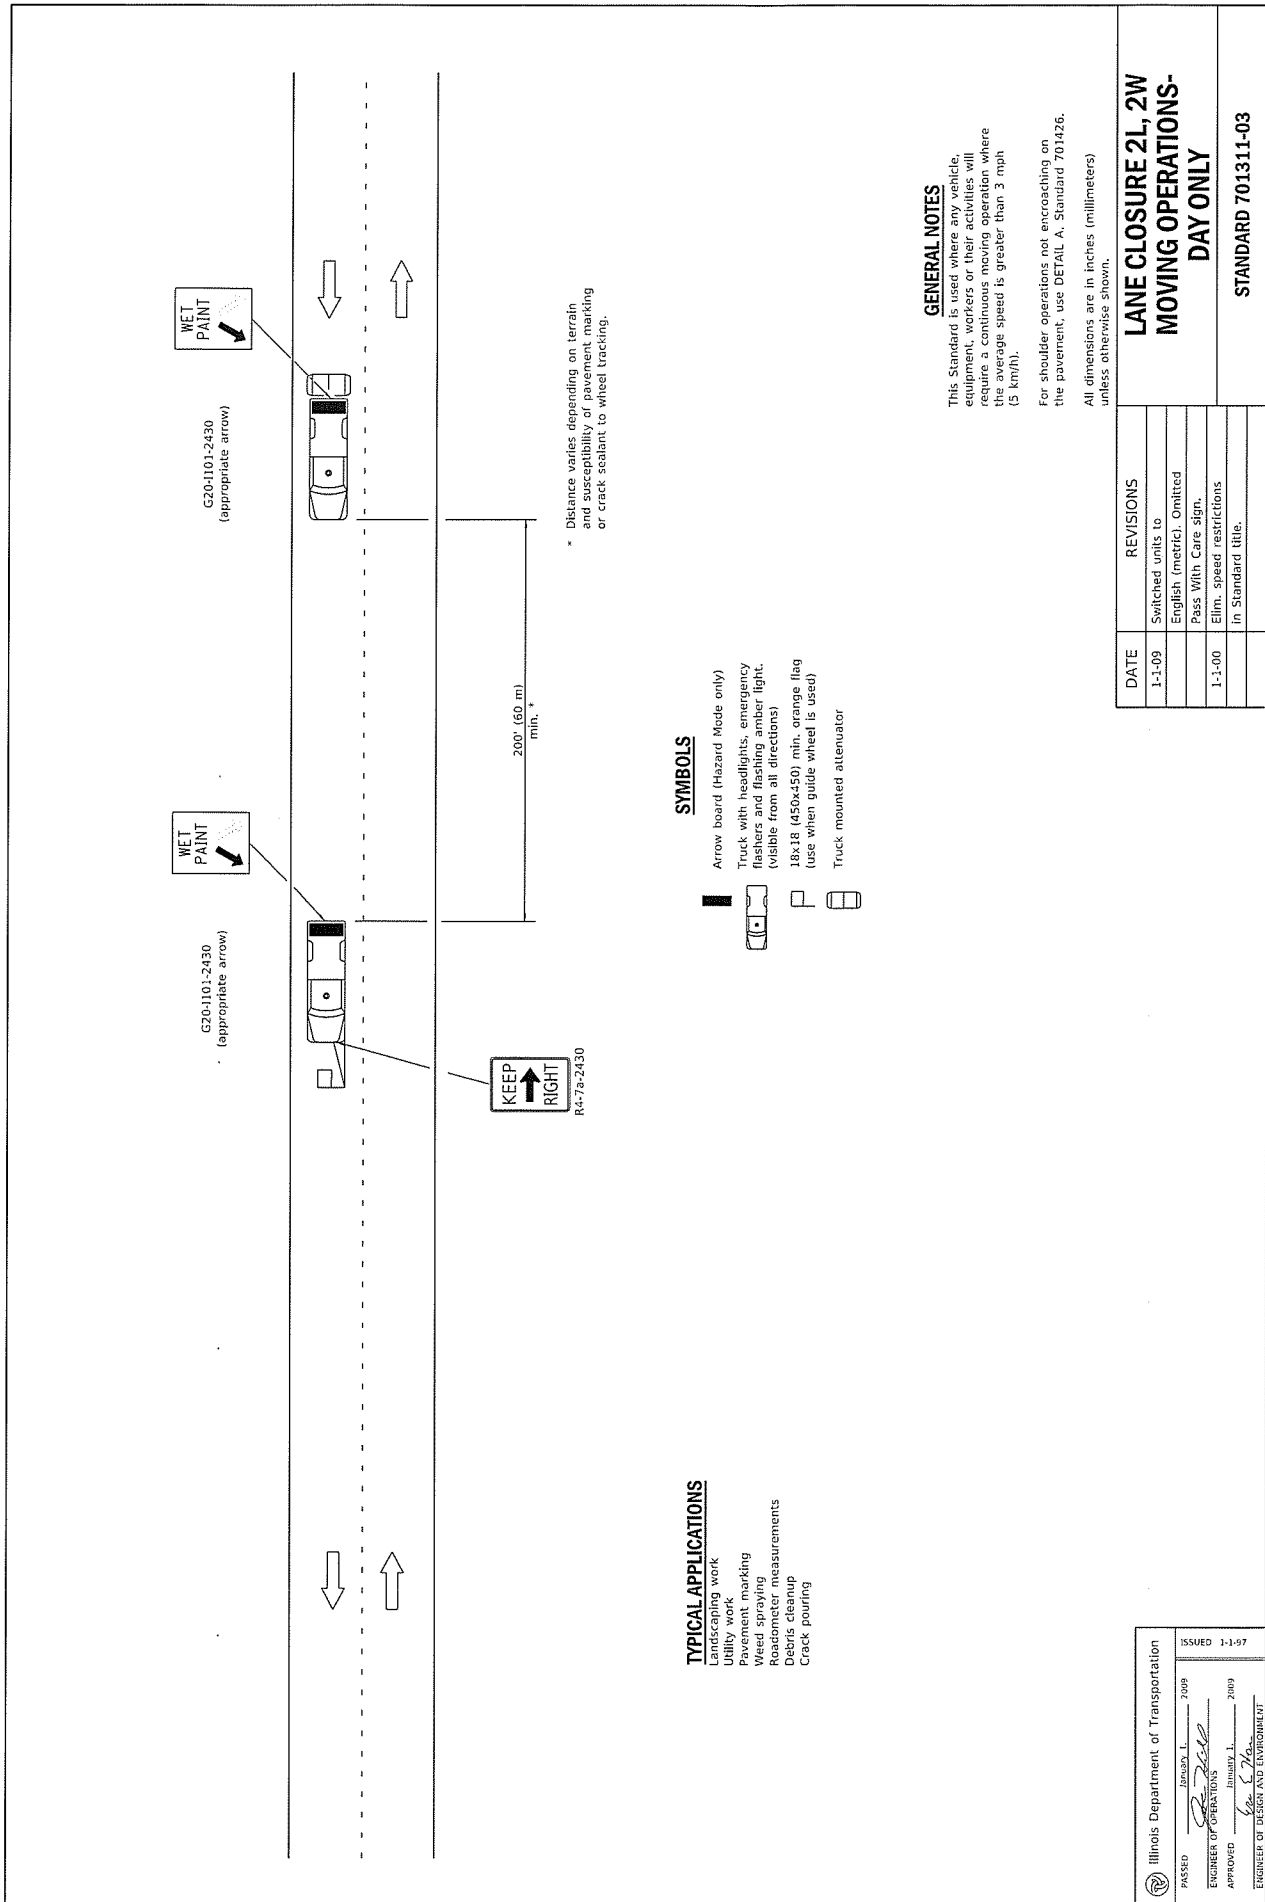 WET
PAINT
G20-I101-2430
(appropriate arrow)
WET
PAINT
G20-I101-2430
(appropriate arrow)
KEEP
RIGHT
R4-7a-2430
200' (60 m)
min. *
* Distance varies depending on terrain
and susceptibility of pavement marking
or crack sealant to wheel tracking.
TYPICAL APPLICATIONS
Landscaping work
Utility work
Pavement marking
Weed spraying
Roadometer measurements
Debris cleanup
Crack pouring
SYMBOLS
Arrow board (Hazard Mode only)
Truck with headlights, emergency
flashers and flashing amber light.
(visible from all directions)
18x18 (450x450) min. orange flag
(use when guide wheel is used)
Truck mounted attenuator
GENERAL NOTES
This Standard is used where any vehicle,
equipment, workers or their activities will
require a continuous moving operation where
the average speed is greater than 3 mph
(5 km/h).
For shoulder operations not encroaching on
the pavement, use DETAIL A, Standard 701426.
All dimensions are in inches (millimeters)
unless otherwise shown.
Illinois Department of Transportation
PASSED January 1, 2009
ENGINEER OF OPERATIONS
APPROVED January 1, 2009
ENGINEER OF DESIGN AND ENVIRONMENT
ISSUED 1-1-97
DATE REVISIONS
1-1-09 Switched units to
English (metric). Omitted
Pass With Care sign.
1-1-00 Elim. speed restrictions
in Standard title.
LANE CLOSURE 2L, 2W
MOVING OPERATIONS-
DAY ONLY
STANDARD 701311-03